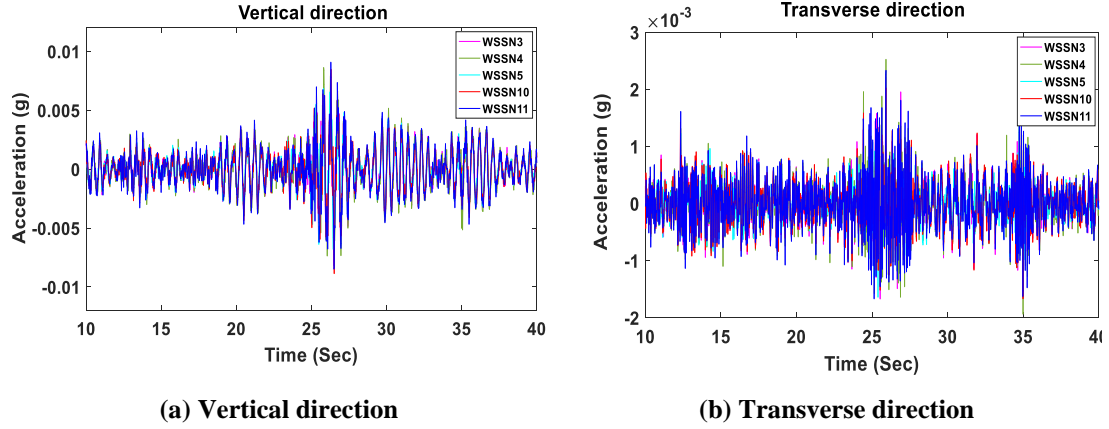 Vertical direction
0.01
0.005
0
-0.005
-0.01
Acceleration (g)
10 15 20 25 30 35 40
Time (Sec)
WSSN3
WSSN4
WSSN5
WSSN10
WSSN11
(a) Vertical direction
Transverse direction
×10⁻³
3
2
1
0
-1
-2
Acceleration (g)
10 15 20 25 30 35 40
Time (Sec)
WSSN3
WSSN4
WSSN5
WSSN10
WSSN11
(b) Transverse direction